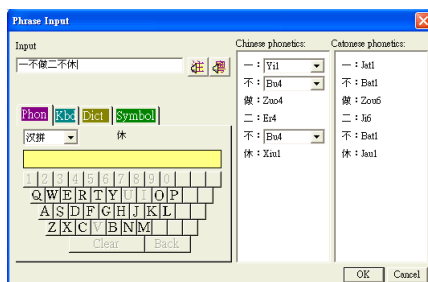 Phrase Input
Input
一不做二不休
Chinese phonetics:
一：Yi1
不：Bu4
做：Zuo4
二：Er4
不：Bu4
休：Xiu1
Catonese phonetics:
一：Jat1
不：Bat1
做：Zou6
二：Ji6
不：Bat1
休：Jau1
Phon Kbd Dict Symbol
汉拼 休
1 2 3 4 5 6 7 8 9 0
Q W E R T Y U I O P
A S D F G H J K L
Z X C V B N M
Clear Back
OK Cancel